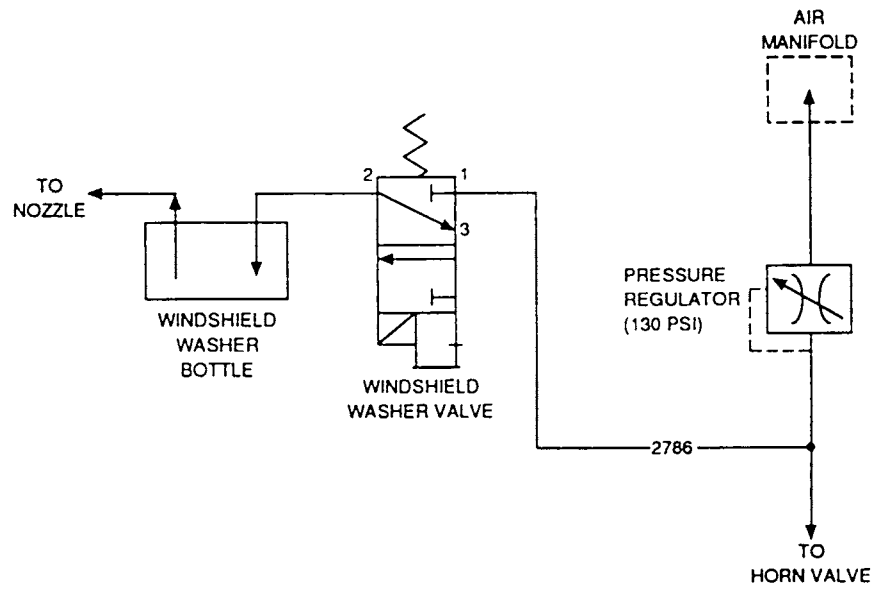 AIR
MANIFOLD
2
1
TO
NOZZLE
3
PRESSURE
REGULATOR
(130 PSI)
WINDSHIELD
WASHER
BOTTLE
WINDSHIELD
WASHER VALVE
2786
TO
HORN VALVE